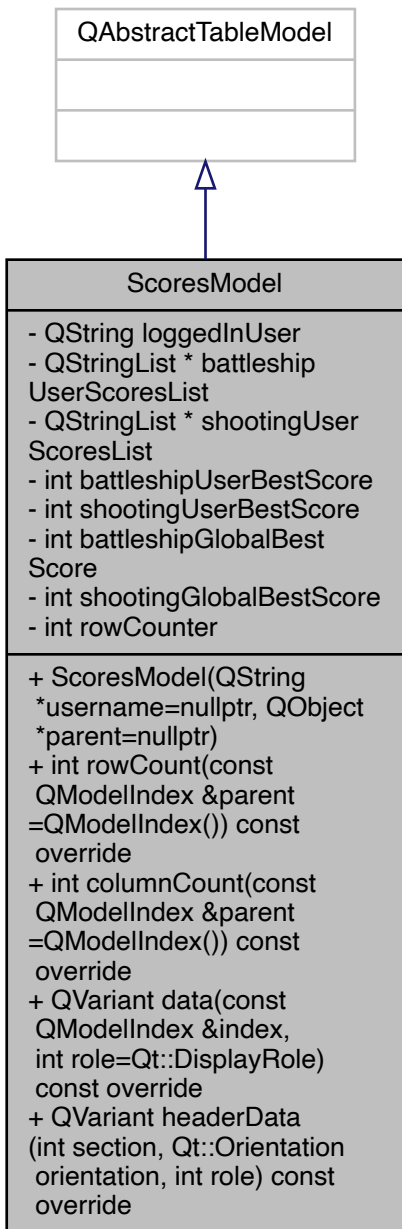 QAbstractTableModel
ScoresModel
- QString loggedInUser
- QStringList * battleship
UserScoresList
- QStringList * shootingUser
ScoresList
- int battleshipUserBestScore
- int shootingUserBestScore
- int battleshipGlobalBest
Score
- int shootingGlobalBestScore
- int rowCounter
+ ScoresModel(QString
*username=nullptr, QObject
*parent=nullptr)
+ int rowCount(const
QModelIndex &parent
=QModelIndex()) const
override
+ int columnCount(const
QModelIndex &parent
=QModelIndex()) const
override
+ QVariant data(const
QModelIndex &index,
int role=Qt::DisplayRole)
const override
+ QVariant headerData
(int section, Qt::Orientation
orientation, int role) const
override